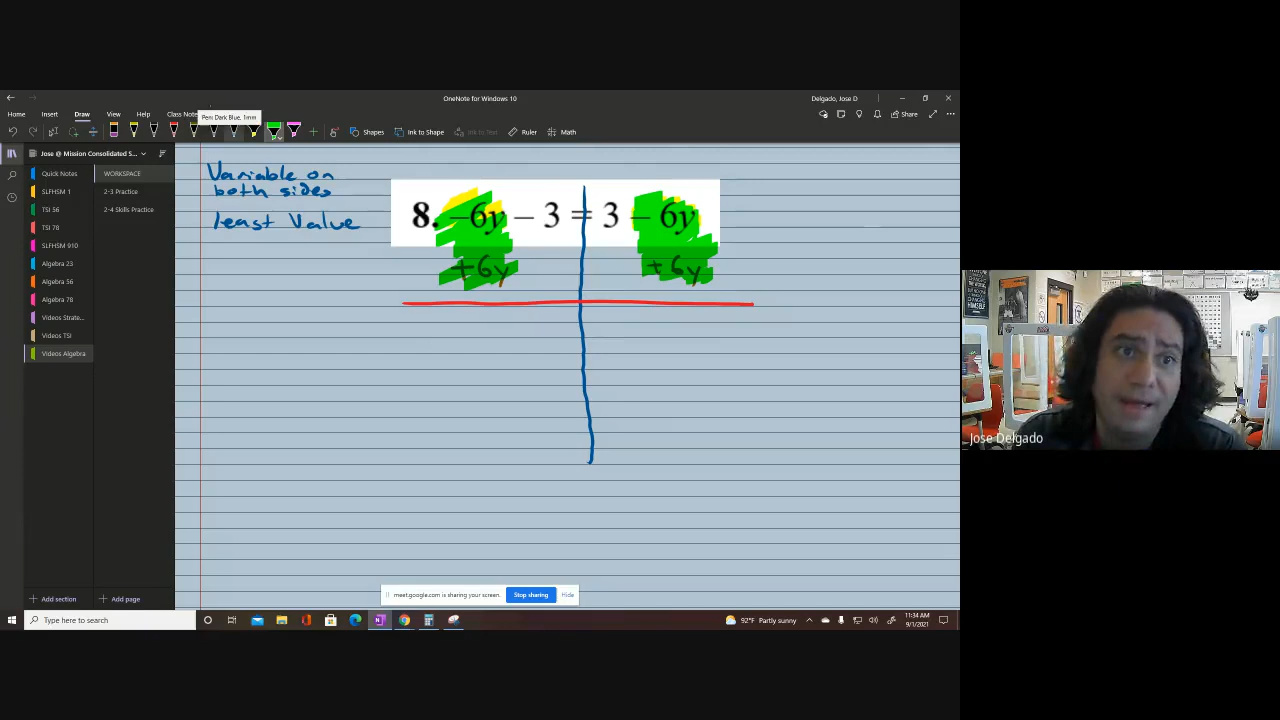 OneNote for Windows 10
Delgado, Jose D
Home Insert Draw View Help Class Note
Share
Pen: Dark Blue, 1mm
Shapes Ink to Shape Ink to Text Ruler Math
Jose @ Mission Consolidated S...
Quick Notes
SLFHSM 1
TSI 56
TSI 78
SLFHSM 910
Algebra 23
Algebra 56
Algebra 78
Videos Strate...
Videos TSI
Videos Algebra
WORKSPACE
2-3 Practice
2-4 Skills Practice
Variable on
both sides
least Value
8. –6y – 3 = 3 – 6y
+6y +6y
Jose Delgado
Add section
Add page
meet.google.com is sharing your screen.
Stop sharing
Hide
Type here to search
92°F Partly sunny
11:34 AM
9/1/2021